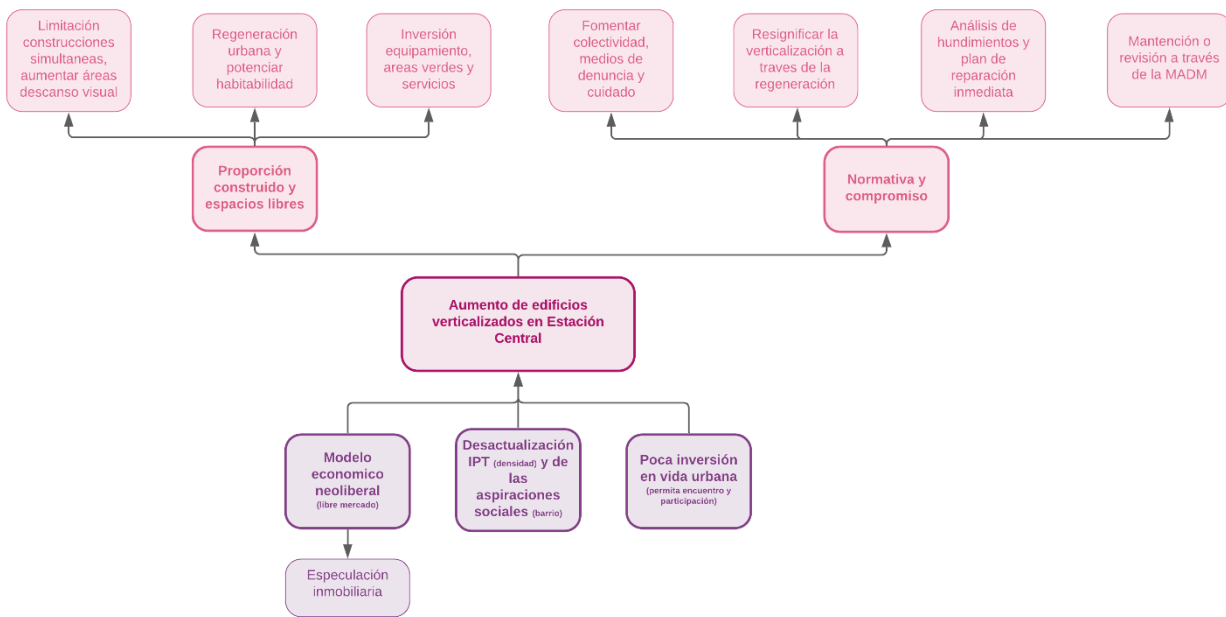 Limitación
construcciones
simultaneas,
aumentar áreas
descanso visual
Regeneración
urbana y
potenciar
habitabilidad
Inversión
equipamiento,
areas verdes y
servicios
Fomentar
colectividad,
medios de
denuncia y
cuidado
Resignificar la
verticalización a
traves de la
regeneración
Análisis de
hundimientos y
plan de
reparación
inmediata
Mantención o
revisión a través
de la MADM
Proporción
construido y
espacios libres
Normativa y
compromiso
Aumento de edificios
verticalizados en Estación
Central
Modelo
economico
neoliberal
(libre mercado)
Desactualización
IPT (densidad) y de
las
aspiraciones
sociales (barrio)
Poca inversión
en vida urbana
(permita encuentro y
participación)
Especulación
inmobiliaria